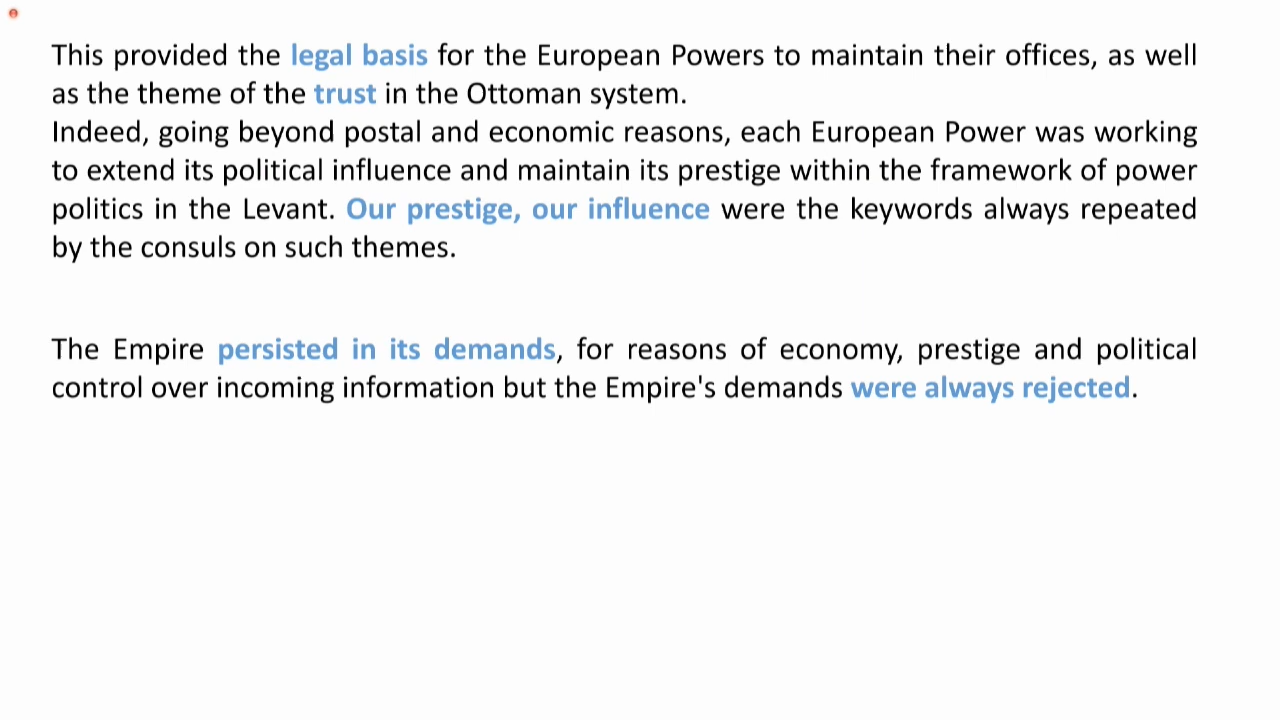 This provided the legal basis for the European Powers to maintain their offices, as well
as the theme of the trust in the Ottoman system.
Indeed, going beyond postal and economic reasons, each European Power was working
to extend its political influence and maintain its prestige within the framework of power
politics in the Levant. Our prestige, our influence were the keywords always repeated
by the consuls on such themes.
The Empire persisted in its demands, for reasons of economy, prestige and political
control over incoming information but the Empire's demands were always rejected.